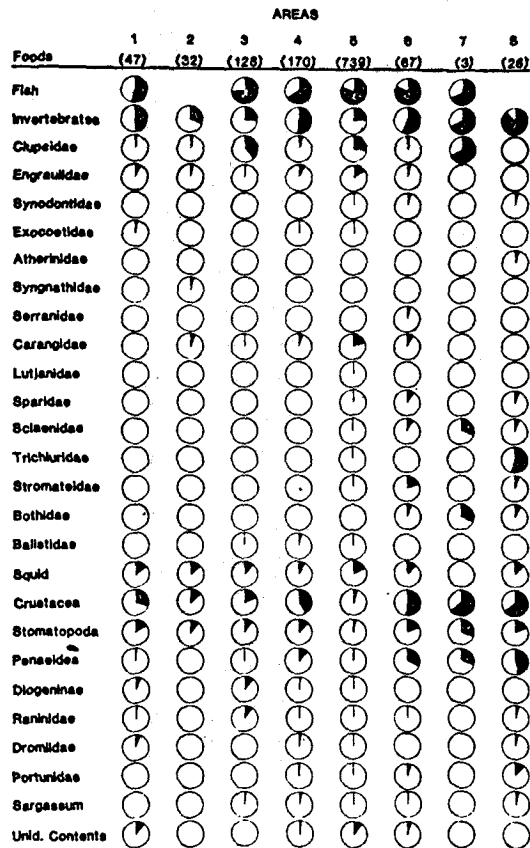 AREAS
1 2 3 4 5 6 7 8
Foods (47) (32) (128) (170) (739) (67) (3) (26)
Fish
Invertebrates
Clupeidae
Engraulidae
Synodontidae
Exocoetidae
Atherinidae
Syngnathidae
Serranidae
Carangidae
Lutjanidae
Sparidae
Sciaenidae
Trichiuridae
Stromateidae
Bothidae
Balistidae
Squid
Crustacea
Stomatopoda
Penaeidea
Diogeninae
Raninidae
Dromiidae
Portunidae
Sargassum
Unid. Contents